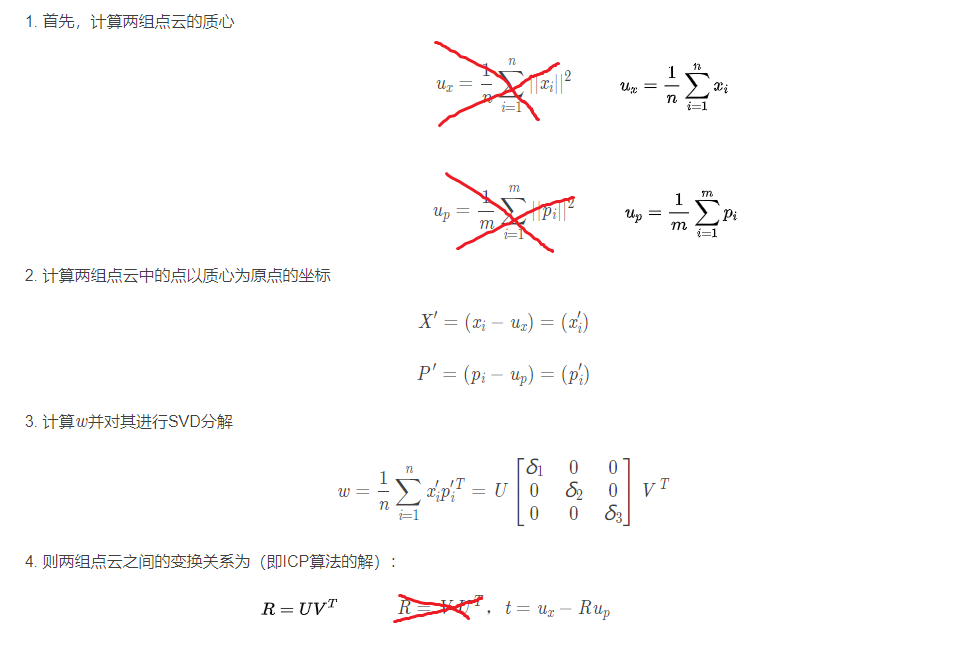 1. 首先，计算两组点云的质心
u_x = \frac{1}{n} \sum_{i=1}^{n} ||x_i||^2    u_x = \frac{1}{n} \sum_{i=1}^{n} x_i
u_p = \frac{1}{m} \sum_{i=1}^{m} ||p_i||^2    u_p = \frac{1}{m} \sum_{i=1}^{m} p_i
2. 计算两组点云中的点以质心为原点的坐标
X' = (x_i - u_x) = (x_i')
P' = (p_i - u_p) = (p_i')
3. 计算w并对其进行SVD分解
w = \frac{1}{n} \sum_{i=1}^{n} x_i' p_i'^T = U \begin{bmatrix} δ_1 & 0 & 0 \\ 0 & δ_2 & 0 \\ 0 & 0 & δ_3 \end{bmatrix} V^T
4. 则两组点云之间的变换关系为（即ICP算法的解）：
R = UV^T    R = VU^T，t = u_x - Ru_p